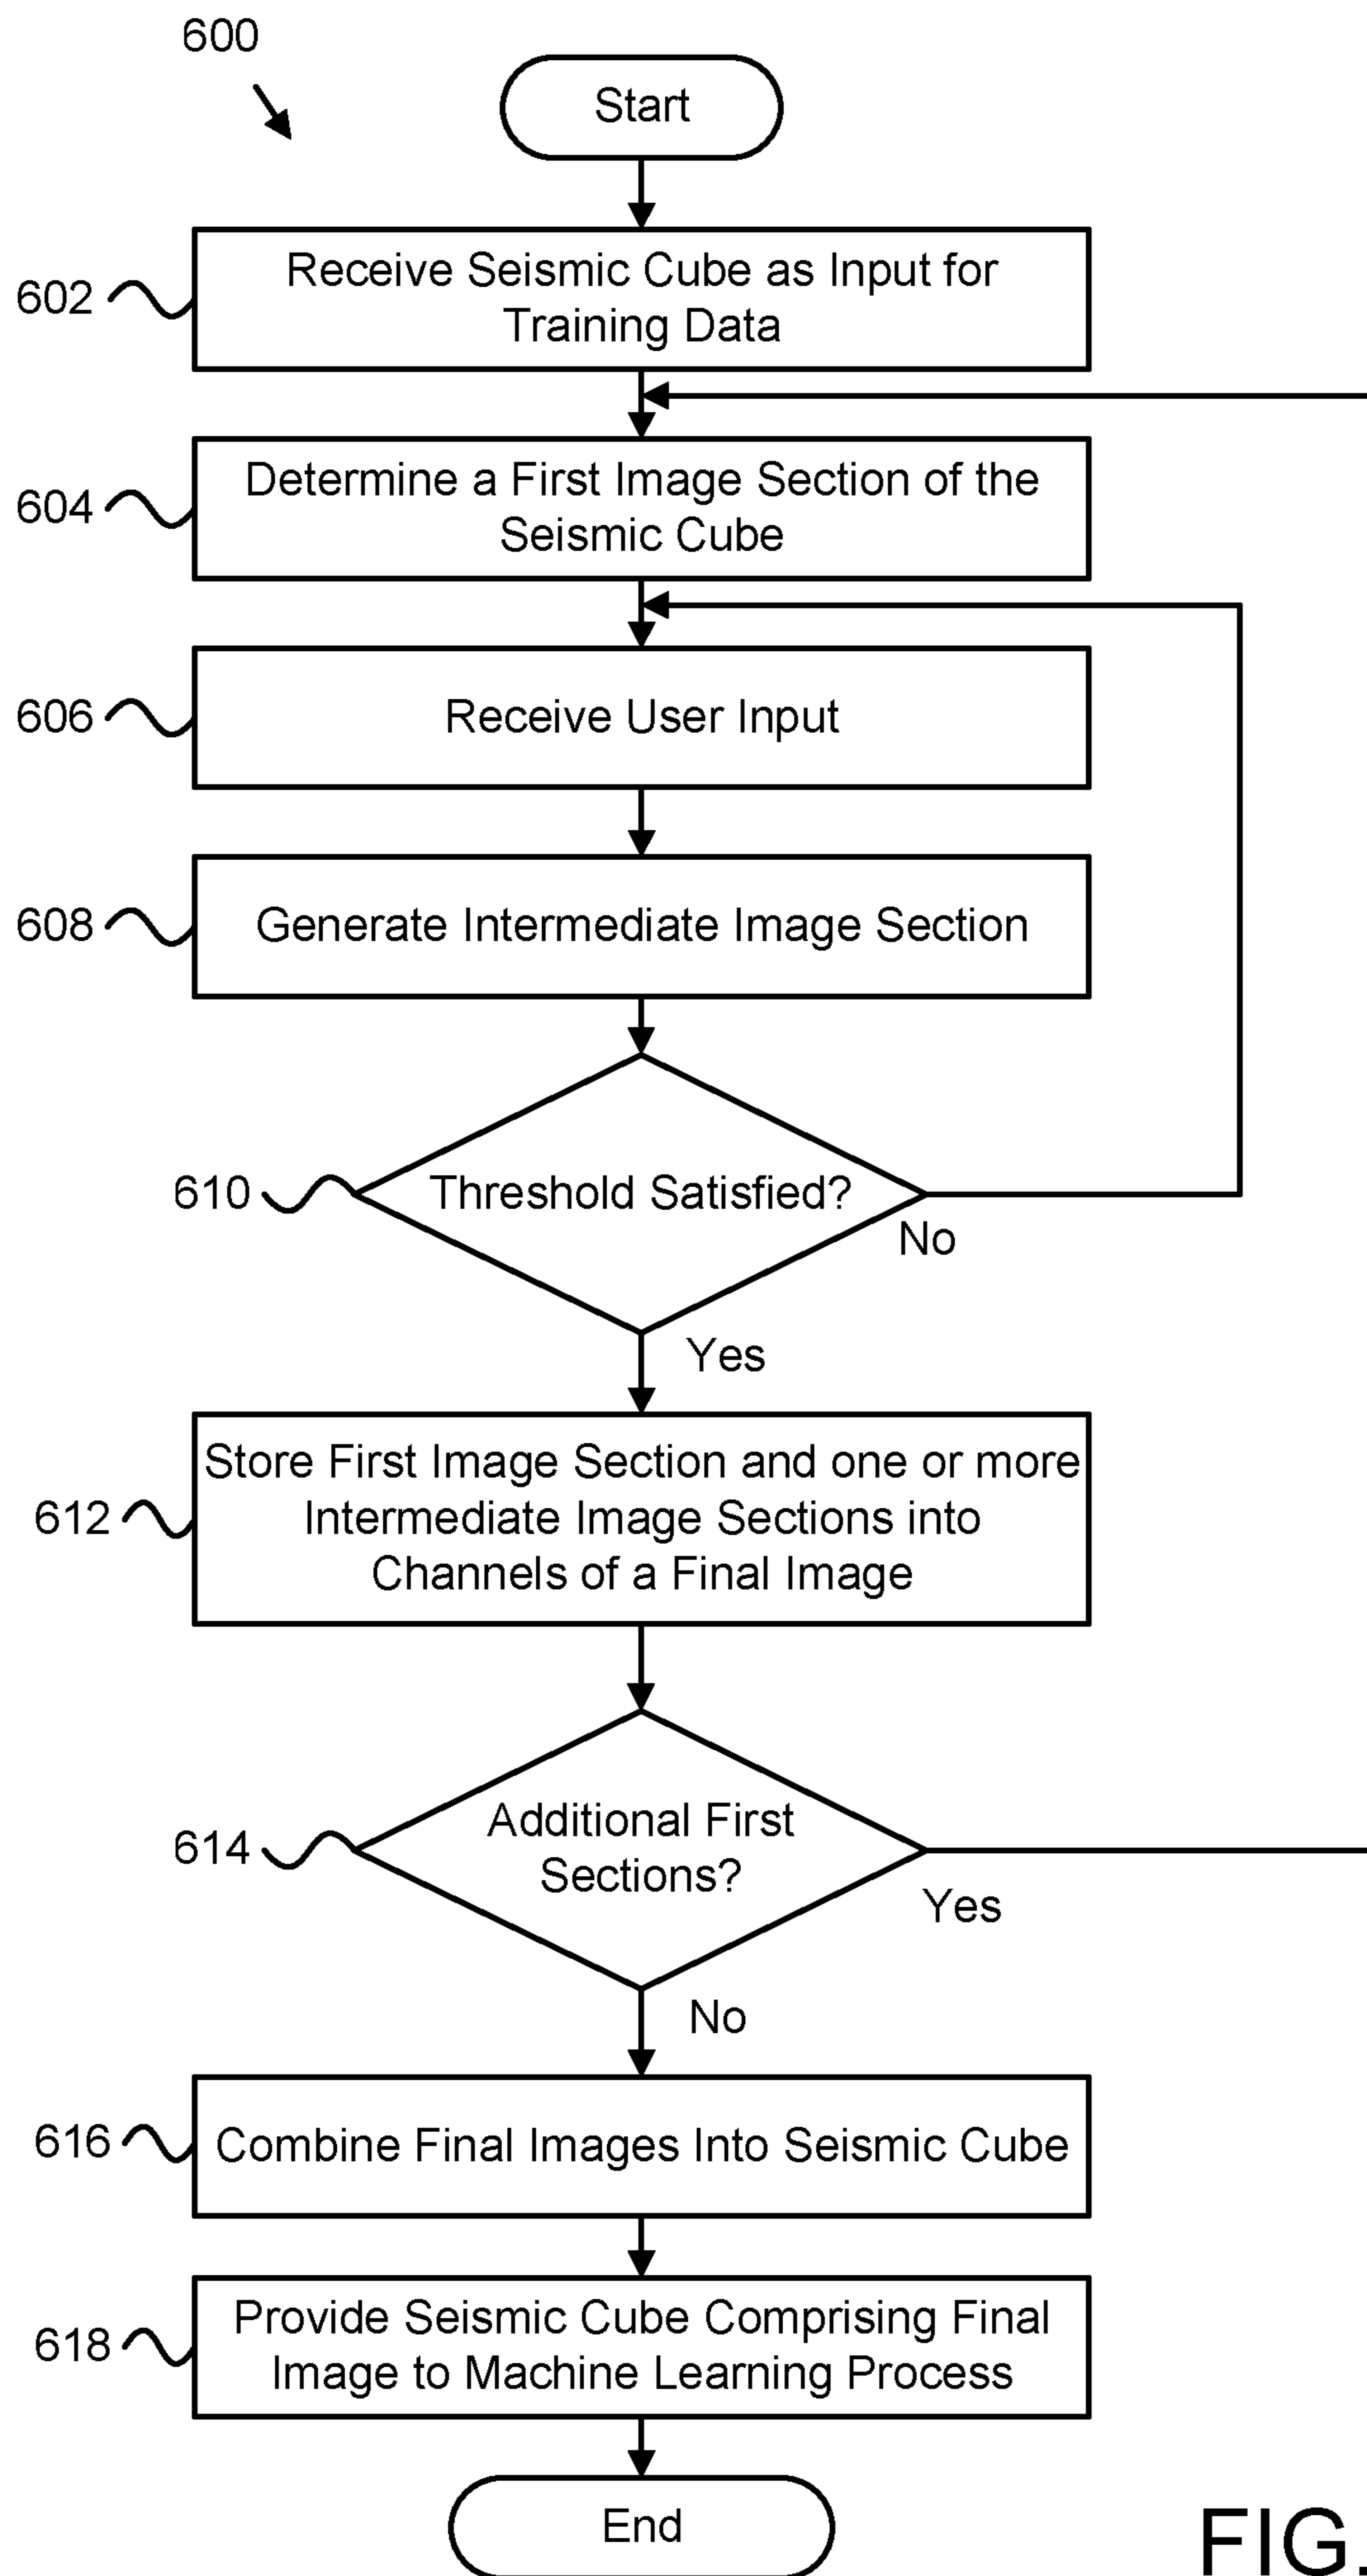 600
Start
602
Receive Seismic Cube as Input for
Training Data
604
Determine a First Image Section of the
Seismic Cube
606
Receive User Input
608
Generate Intermediate Image Section
610
Threshold Satisfied?
No
Yes
612
Store First Image Section and one or more
Intermediate Image Sections into
Channels of a Final Image
614
Additional First
Sections?
Yes
No
616
Combine Final Images Into Seismic Cube
618
Provide Seismic Cube Comprising Final
Image to Machine Learning Process
End
FIG.